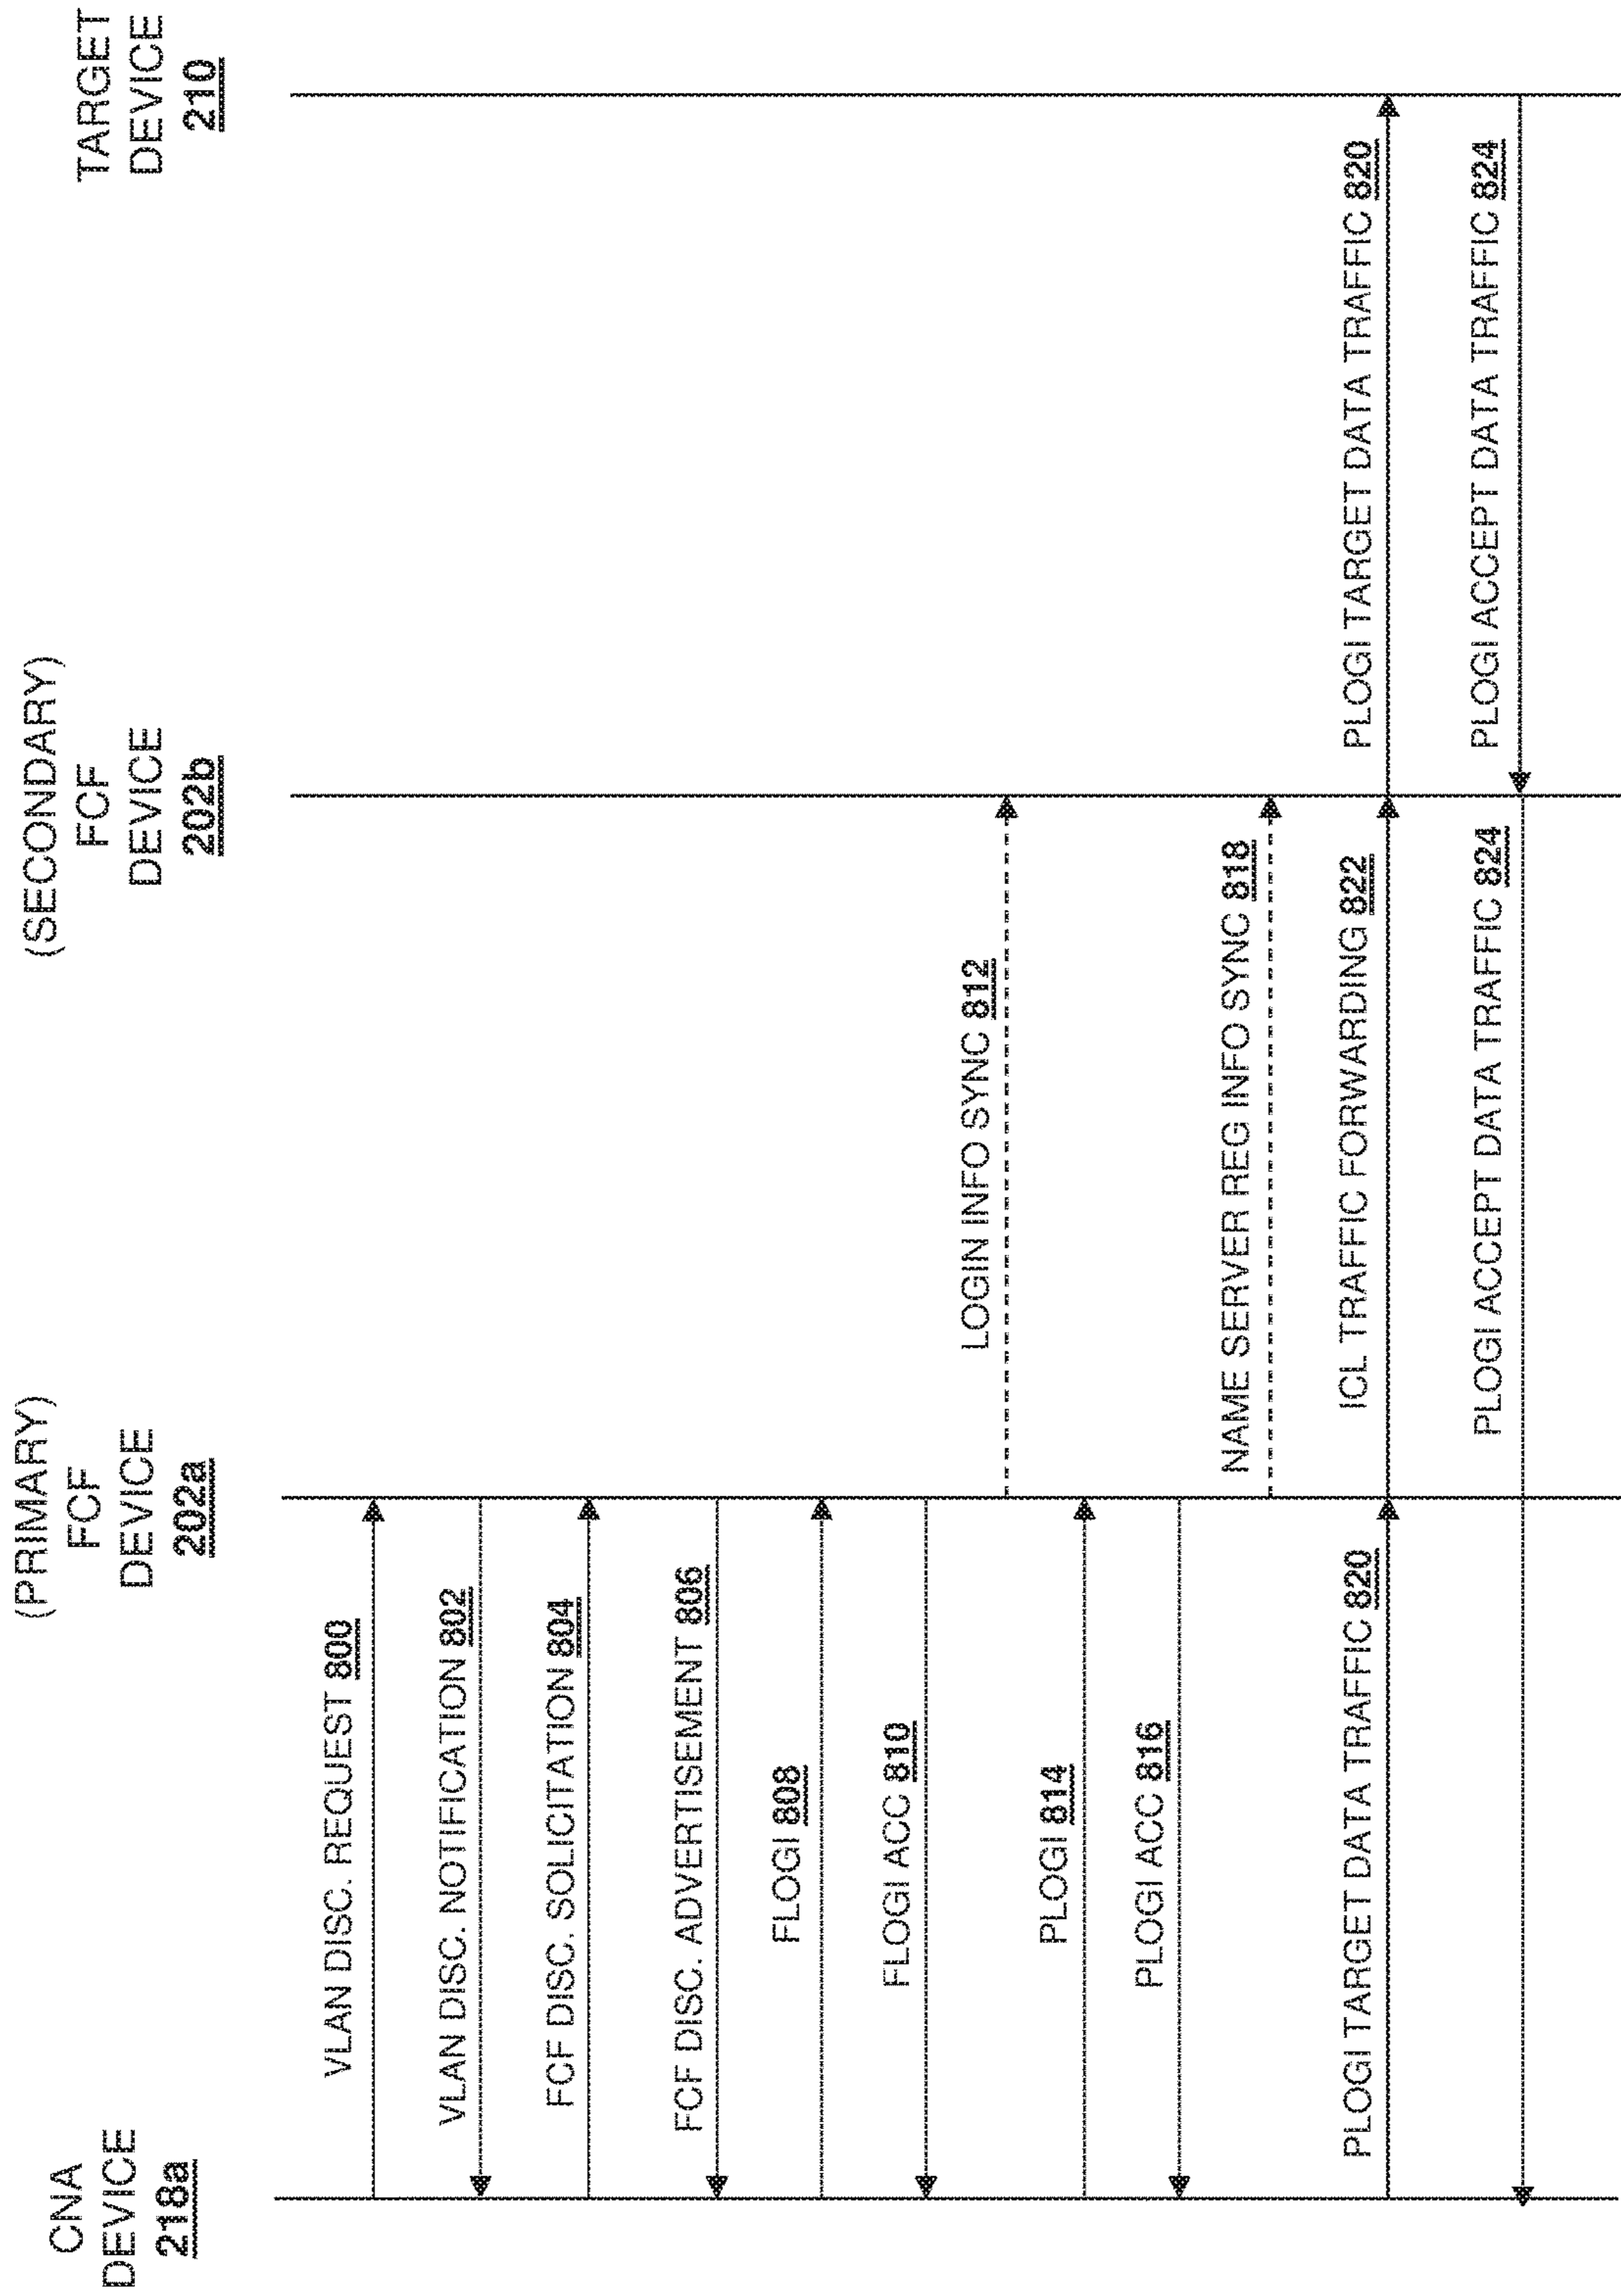 CNA
DEVICE
218a
(PRIMARY)
FCF
DEVICE
202a
(SECONDARY)
FCF
DEVICE
202b
TARGET
DEVICE
210
VLAN DISC. REQUEST 800
VLAN DISC. NOTIFICATION 802
FCF DISC. SOLICITATION 804
FCF DISC. ADVERTISEMENT 806
FLOGI 808
FLOGI ACC 810
LOGIN INFO SYNC 812
PLOGI 814
PLOGI ACC 816
NAME SERVER REG INFO SYNC 818
PLOGI TARGET DATA TRAFFIC 820
ICL TRAFFIC FORWARDING 822
PLOGI TARGET DATA TRAFFIC 820
PLOGI ACCEPT DATA TRAFFIC 824
PLOGI ACCEPT DATA TRAFFIC 824